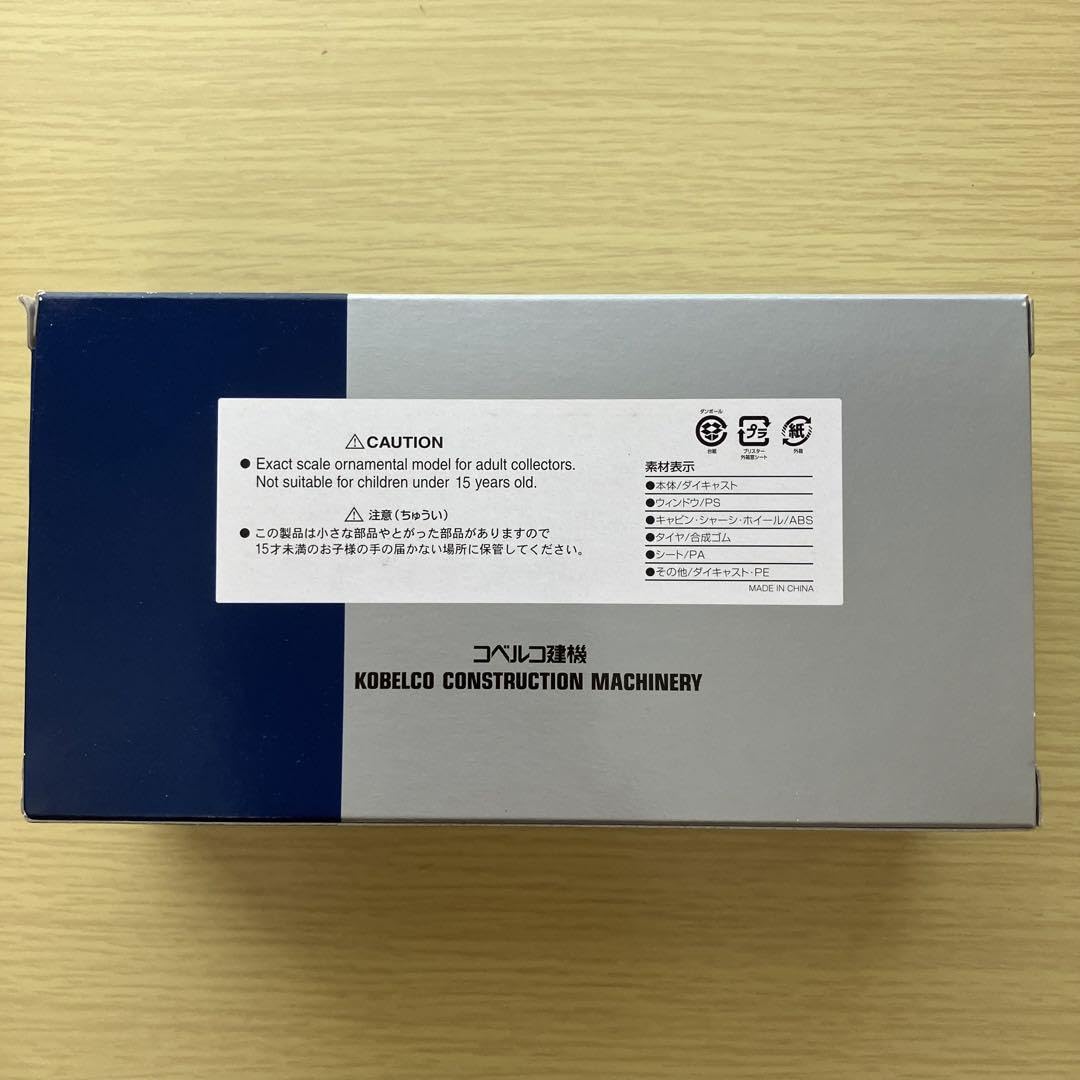 ⚠CAUTION
● Exact scale ornamental model for adult collectors.
Not suitable for children under 15 years old.
⚠ 注意(ちゅうい)
● この製品は小さな部品やとがった部品がありますので
15才未満のお子様の手の届かない場所に保管してください。
ダンボール
台紙
プラ
ブリスター
外箱窓シート
紙
外箱
素材表示
●本体/ダイキャスト
●ウィンドウ/PS
●キャビン・シャーシ・ホイール/ABS
●タイヤ/合成ゴム
●シート/PA
●その他/ダイキャスト・PE
MADE IN CHINA
コベルコ建機
KOBELCO CONSTRUCTION MACHINERY